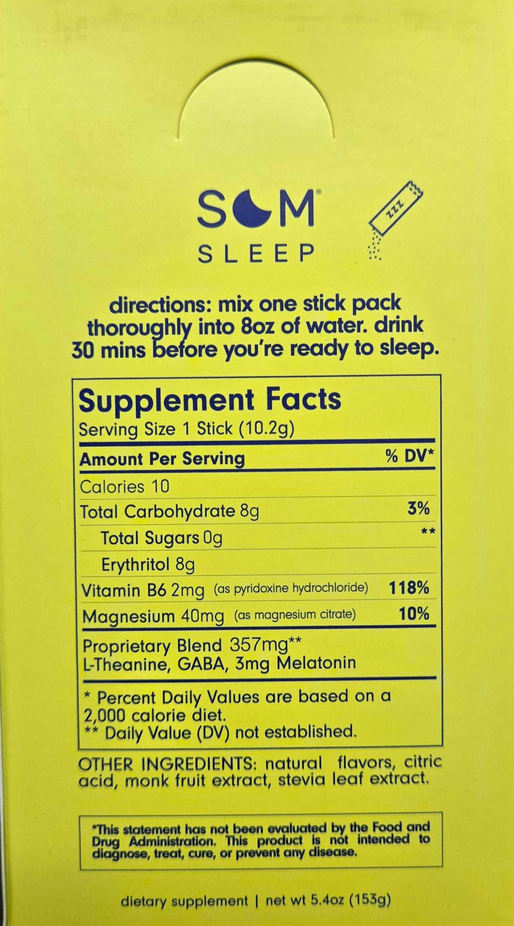 SOM®
SLEEP
zzz
directions: mix one stick pack
thoroughly into 8oz of water. drink
30 mins before you're ready to sleep.
Supplement Facts
Serving Size 1 Stick (10.2g)
Amount Per Serving % DV*
Calories 10
Total Carbohydrate 8g 3%
Total Sugars 0g **
Erythritol 8g
Vitamin B6 2mg (as pyridoxine hydrochloride) 118%
Magnesium 40mg (as magnesium citrate) 10%
Proprietary Blend 357mg**
L-Theanine, GABA, 3mg Melatonin
* Percent Daily Values are based on a
2,000 calorie diet.
** Daily Value (DV) not established.
OTHER INGREDIENTS: natural flavors, citric
acid, monk fruit extract, stevia leaf extract.
*This statement has not been evaluated by the Food and
Drug Administration. This product is not intended to
diagnose, treat, cure, or prevent any disease.
dietary supplement | net wt 5.4oz (153g)